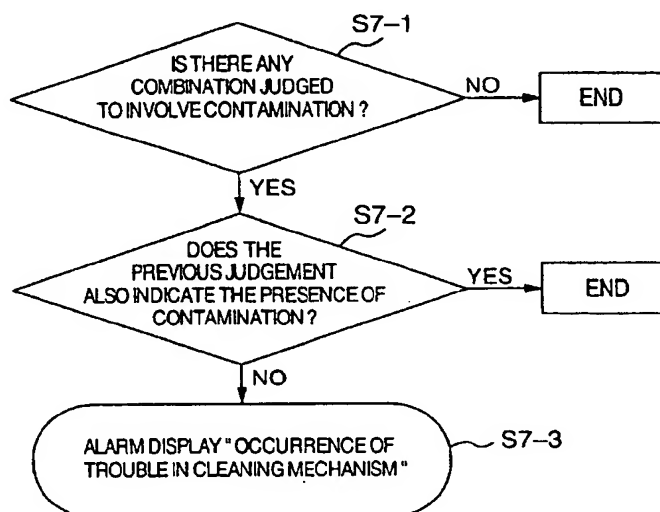 S7-1
IS THERE ANY
COMBINATION JUDGED
TO INVOLVE CONTAMINATION ?
NO
END
YES
S7-2
DOES THE
PREVIOUS JUDGEMENT
ALSO INDICATE THE PRESENCE OF
CONTAMINATION ?
YES
END
NO
ALARM DISPLAY " OCCURRENCE OF
TROUBLE IN CLEANING MECHANISM "
S7-3